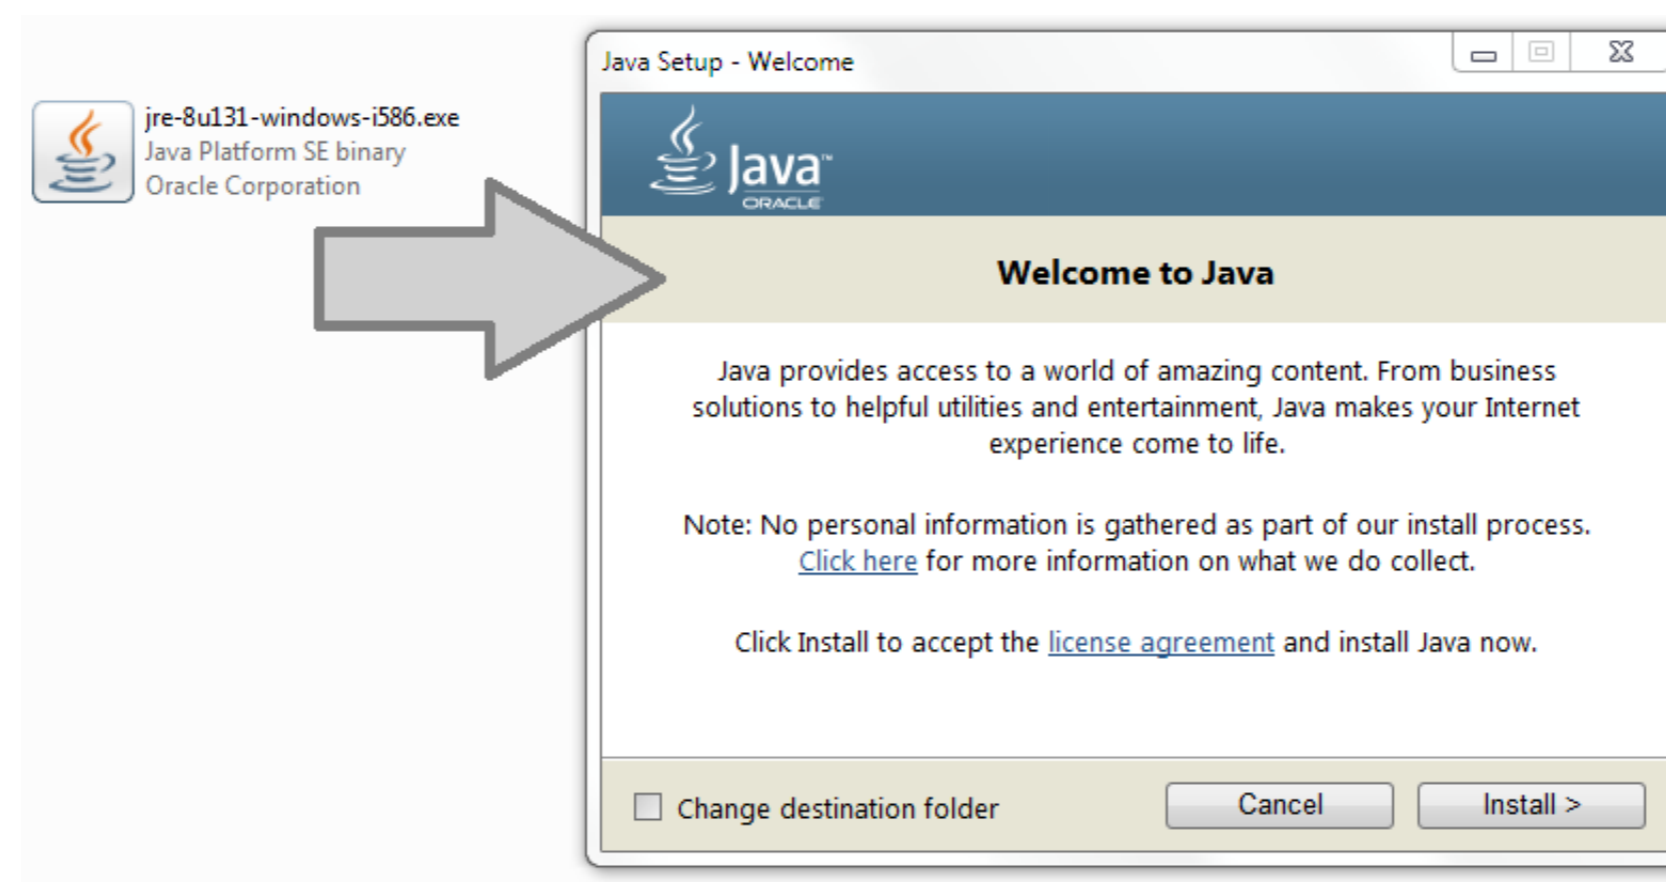 Java Setup - Welcome
jre-8u131-windows-i586.exe
Java Platform SE binary
Oracle Corporation
Java™
ORACLE
Welcome to Java
Java provides access to a world of amazing content. From business
solutions to helpful utilities and entertainment, Java makes your Internet
experience come to life.
Note: No personal information is gathered as part of our install process.
Click here for more information on what we do collect.
Click Install to accept the license agreement and install Java now.
Change destination folder
Cancel
Install >